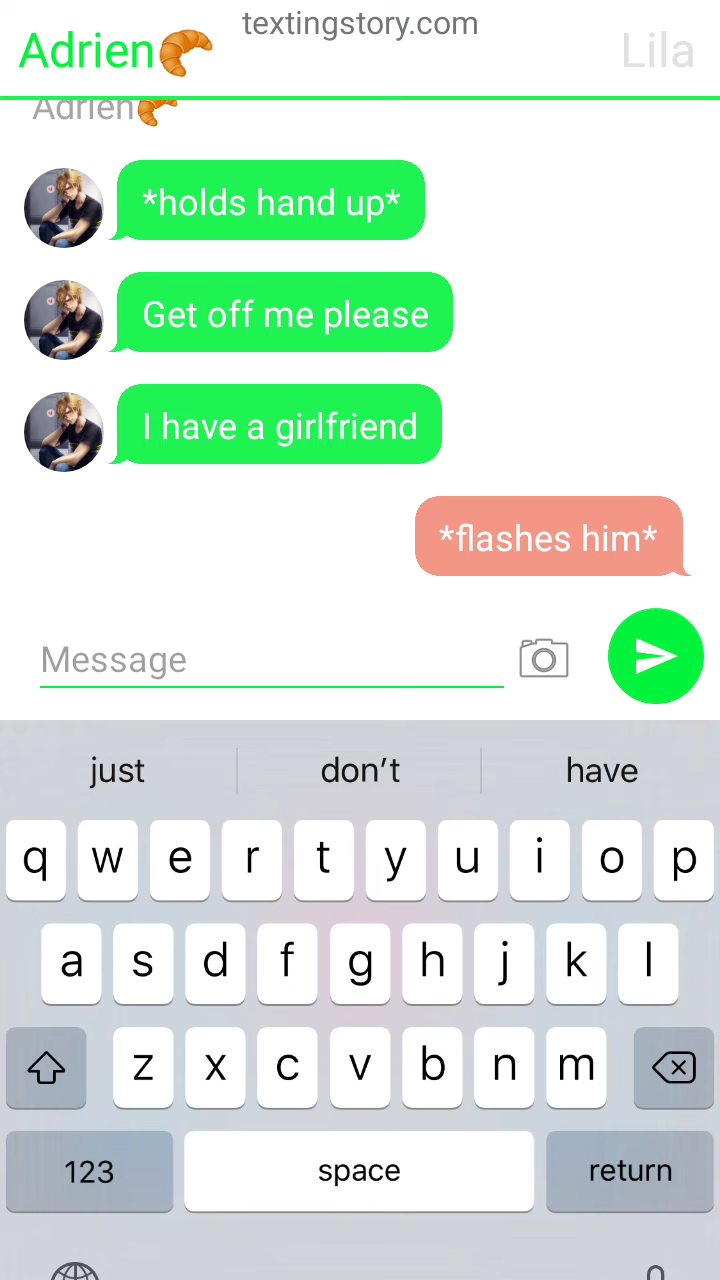 textingstory.com
Adrien🥐 Lila
Adrien🥐
*holds hand up*
Get off me please
I have a girlfriend
*flashes him*
Message
just don’t have
q w e r t y u i o p
a s d f g h j k l
z x c v b n m
123 space return